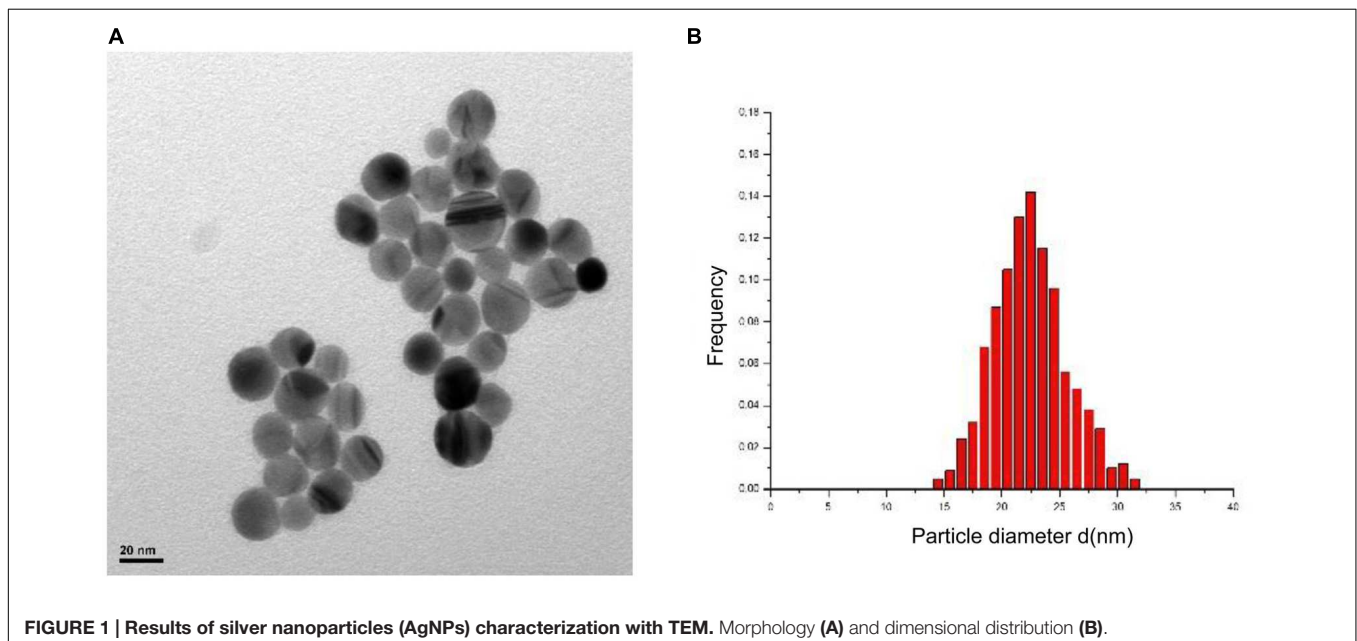 A
B
20 nm
0.18
0.16
0.14
0.12
0.10
0.08
0.06
0.04
0.02
0.00
Frequency
0 5 10 15 20 25 30 35 40
Particle diameter d(nm)
FIGURE 1 | Results of silver nanoparticles (AgNPs) characterization with TEM. Morphology (A) and dimensional distribution (B).